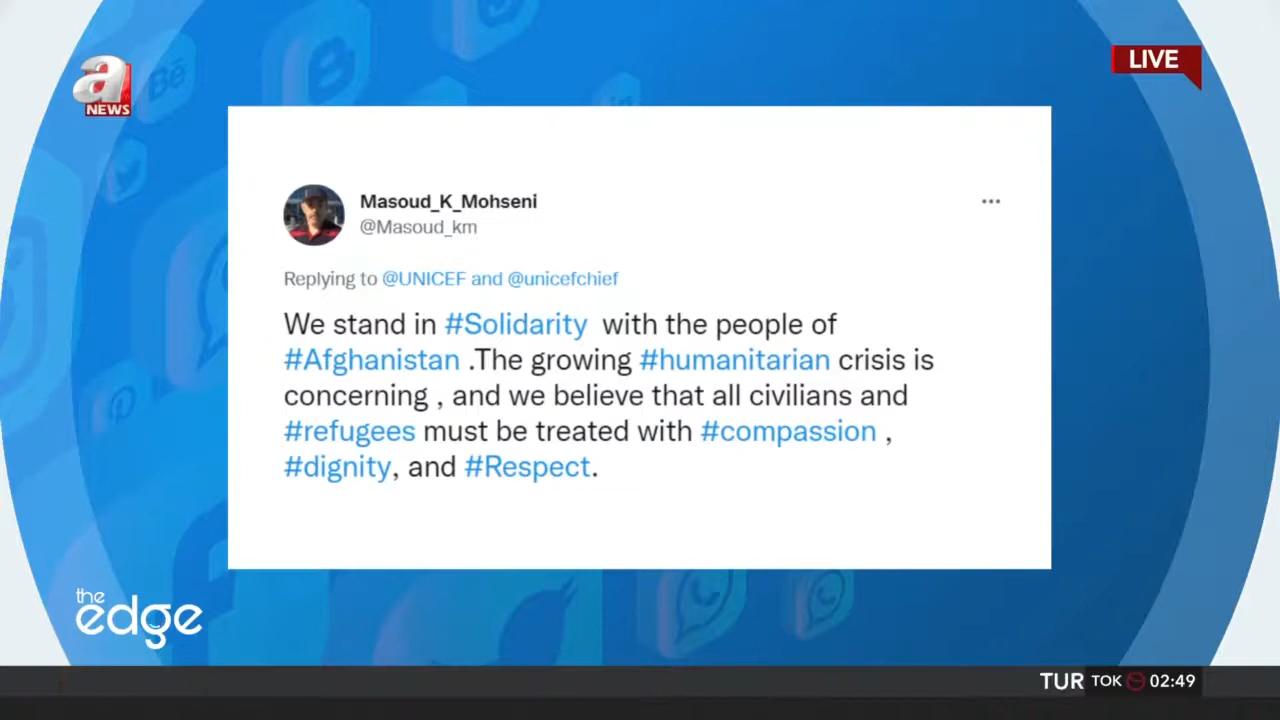 a
NEWS
LIVE
Masoud_K_Mohseni
@Masoud_km
Replying to @UNICEF and @unicefchief
We stand in #Solidarity with the people of
#Afghanistan .The growing #humanitarian crisis is
concerning , and we believe that all civilians and
#refugees must be treated with #compassion ,
#dignity, and #Respect.
the
edge
TUR TOK 02:49